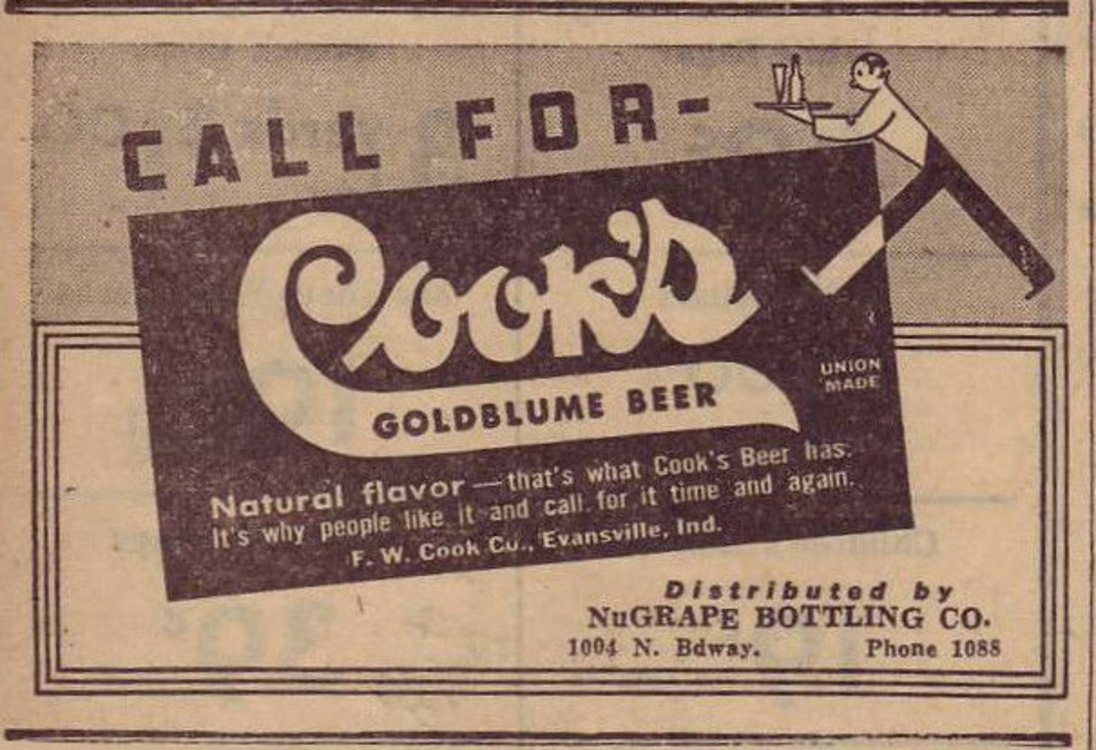 CALL FOR-
Cook's
GOLDBLUME BEER
UNION
MADE
Natural flavor — that's what Cook's Beer has.
It's why people like it and call for it time and again.
F. W. Cook Co., Evansville, Ind.
Distributed by
NuGRAPE BOTTLING CO.
1004 N. Bdway. Phone 1088